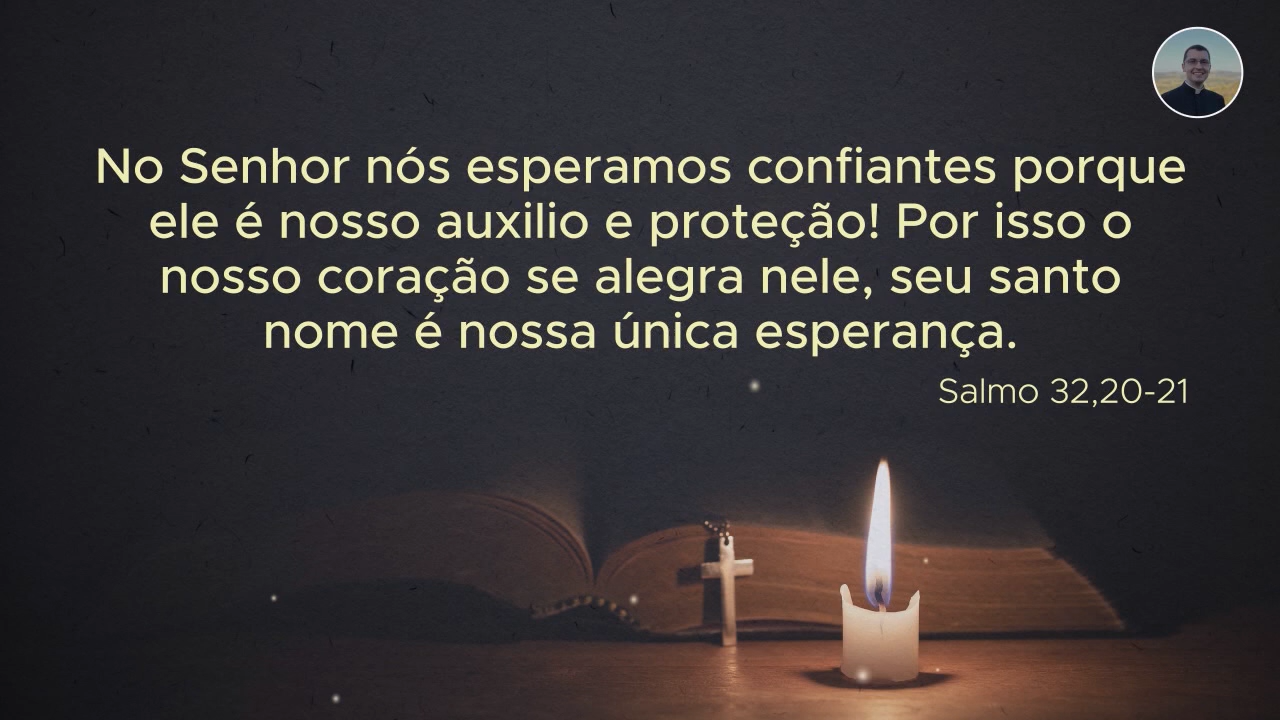 No Senhor nós esperamos confiantes porque
ele é nosso auxilio e proteção! Por isso o
nosso coração se alegra nele, seu santo
nome é nossa única esperança.
Salmo 32,20-21